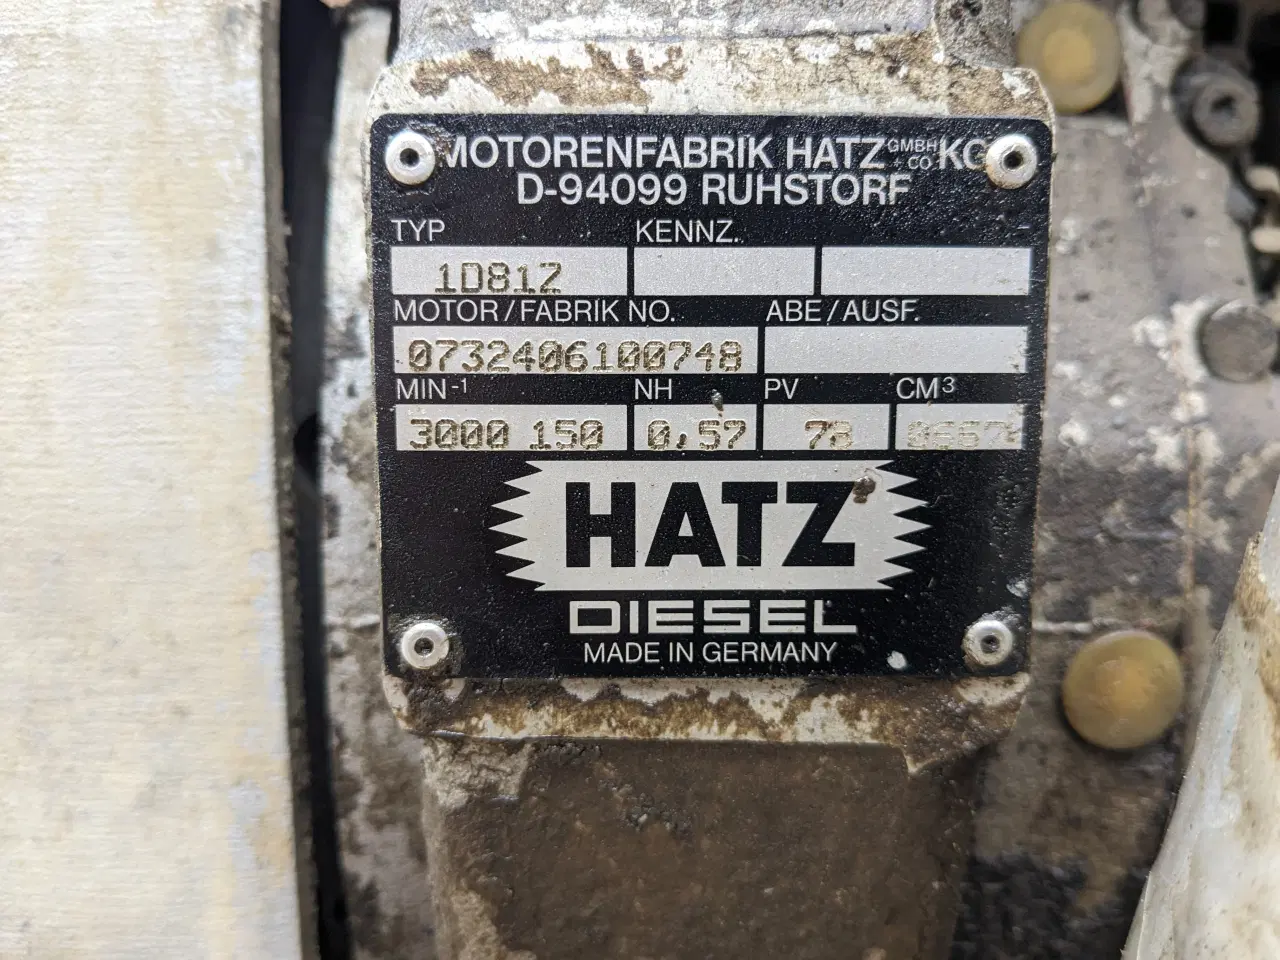 MOTORENFABRIK HATZ GMBH + CO KG
D-94099 RUHSTORF
TYP KENNZ.
1D81Z
MOTOR/FABRIK NO. ABE/AUSF.
0732406100748
MIN-1 NH PV CM3
3000 150 0,57 78 0667
HATZ
DIESEL
MADE IN GERMANY